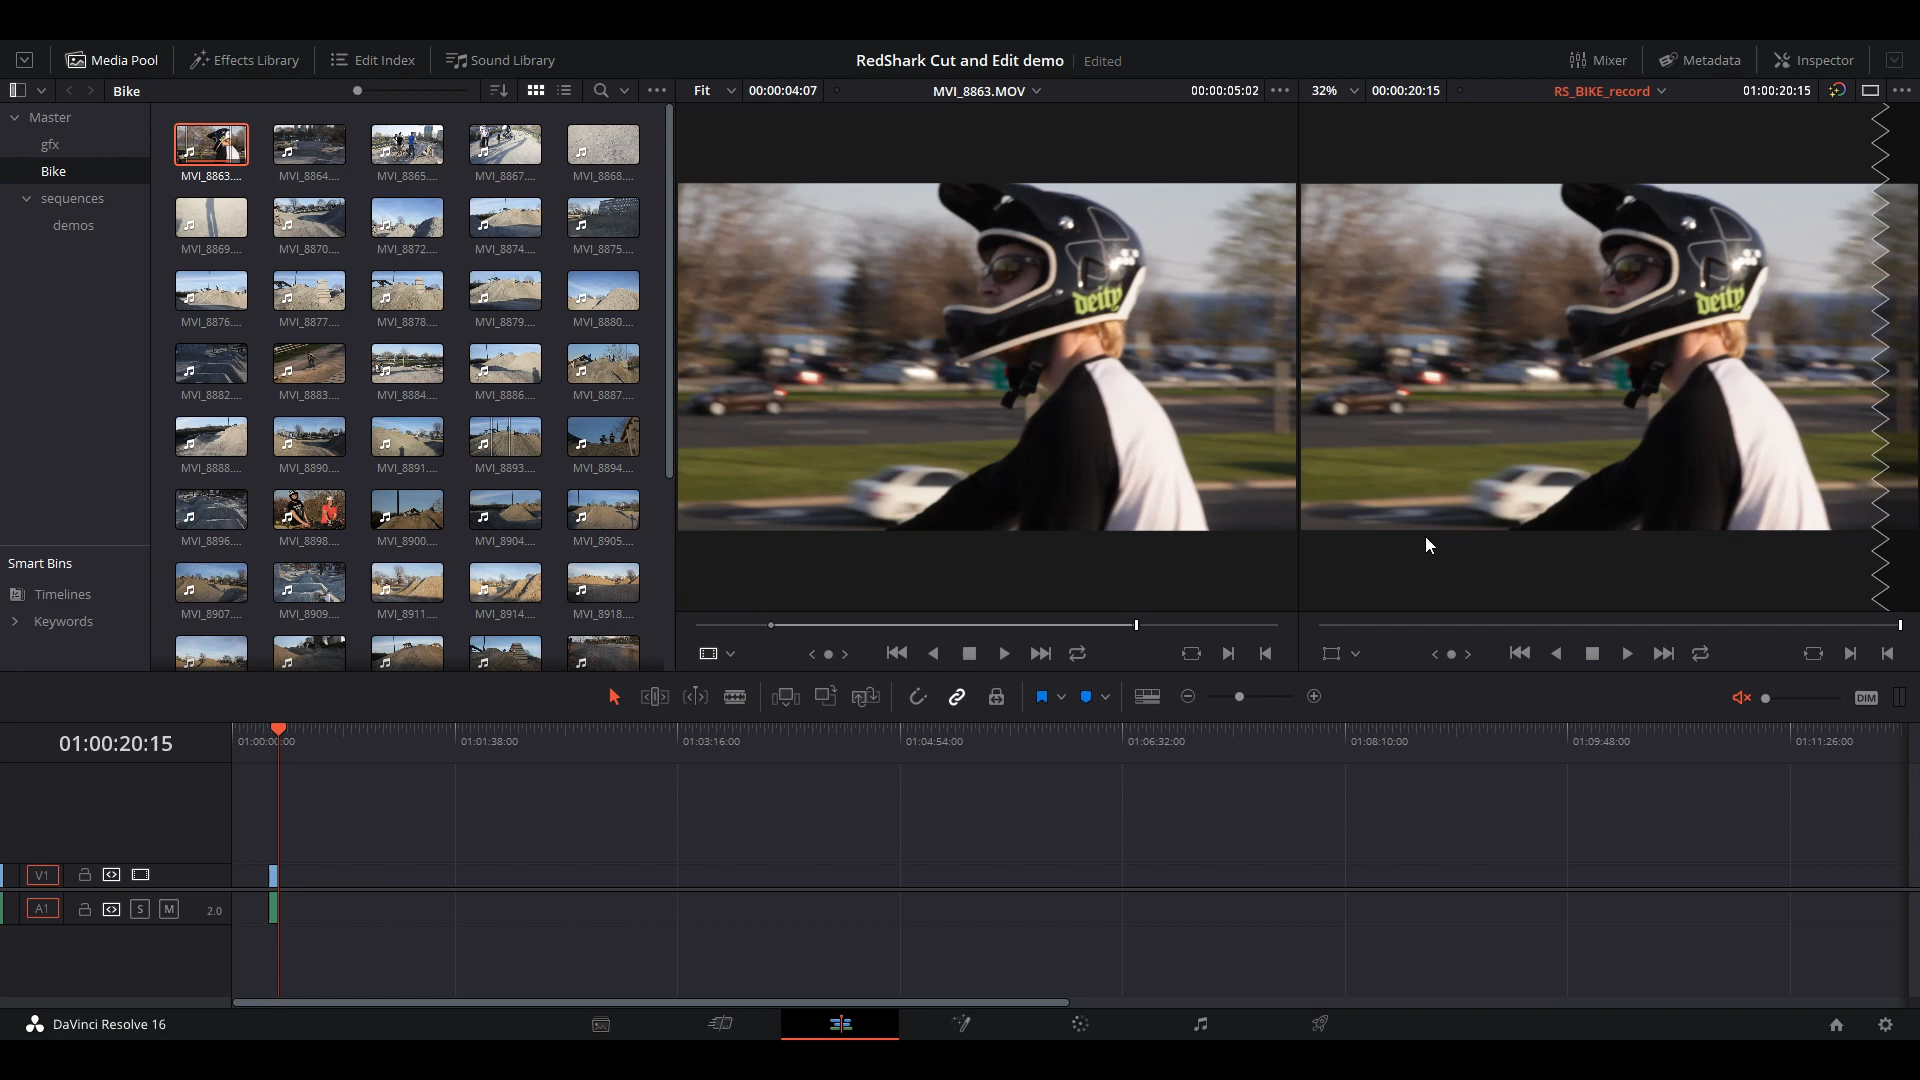 Media Pool
Effects Library
Edit Index
Sound Library
RedShark Cut and Edit demo
Edited
Mixer
Metadata
Inspector
Bike
Fit
00:00:04:07
MVI_8863.MOV
00:00:05:02
32%
00:00:20:15
RS_BIKE_record
01:00:20:15
Master
gfx
Bike
sequences
demos
MVI_8863.... MVI_8864.... MVI_8865.... MVI_8867.... MVI_8868....
MVI_8869.... MVI_8870.... MVI_8872.... MVI_8874.... MVI_8875....
MVI_8876.... MVI_8877.... MVI_8878.... MVI_8879.... MVI_8880....
MVI_8882.... MVI_8883.... MVI_8884.... MVI_8886.... MVI_8887....
MVI_8888.... MVI_8890.... MVI_8891.... MVI_8893.... MVI_8894....
MVI_8896.... MVI_8898.... MVI_8900.... MVI_8904.... MVI_8905....
MVI_8907.... MVI_8909.... MVI_8911.... MVI_8914.... MVI_8918....
Smart Bins
Timelines
Keywords
deity
deity
DIM
01:00:20:15
01:00:00:00 01:01:38:00 01:03:16:00 01:04:54:00 01:06:32:00 01:08:10:00 01:09:48:00 01:11:26:00
V1
A1 S M 2.0
DaVinci Resolve 16